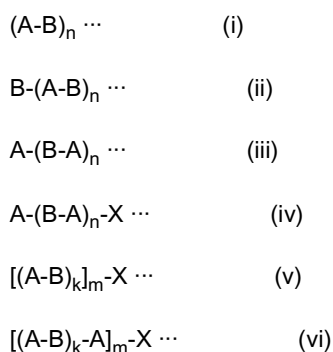 (A-B)n ··· (i)
B-(A-B)n ··· (ii)
A-(B-A)n ··· (iii)
A-(B-A)n-X ··· (iv)
[(A-B)k]m-X ··· (v)
[(A-B)k-A]m-X ··· (vi)